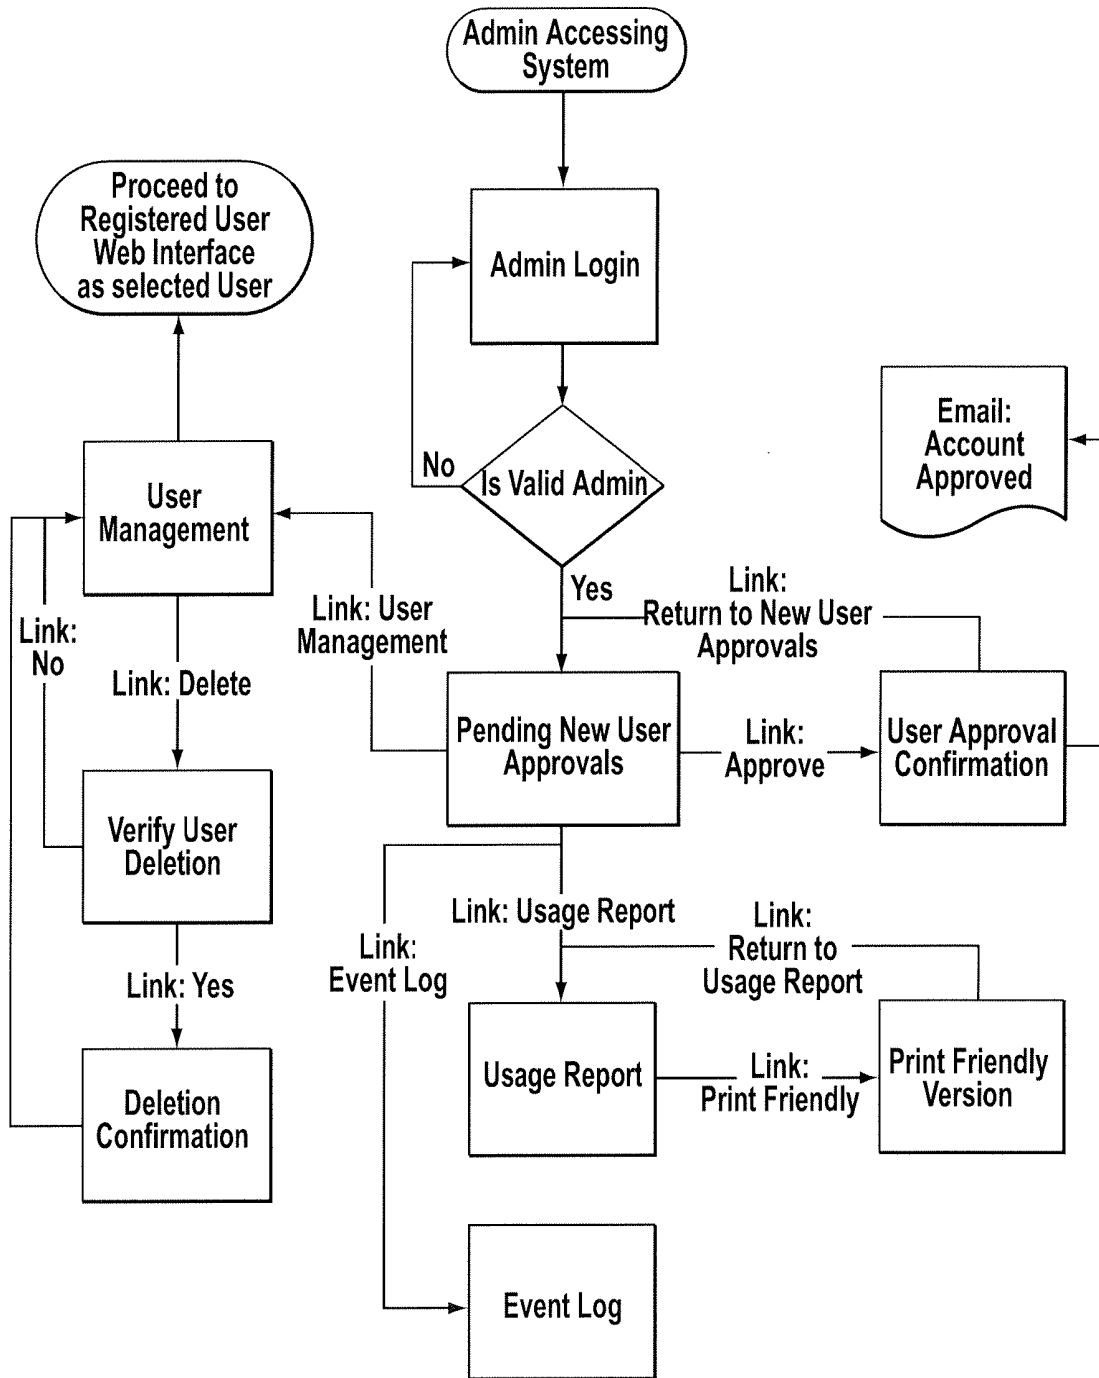 Admin Accessing
System
Proceed to
Registered User
Web Interface
as selected User
Admin Login
Email:
Account
Approved
No
Is Valid Admin
User
Management
Yes
Link:
Return to New User
Approvals
Link: User
Management
Link:
No
Link: Delete
Pending New User
Approvals
Link:
Approve
User Approval
Confirmation
Verify User
Deletion
Link: Usage Report
Link:
Event Log
Link:
Return to
Usage Report
Link: Yes
Usage Report
Link:
Print Friendly
Print Friendly
Version
Deletion
Confirmation
Event Log